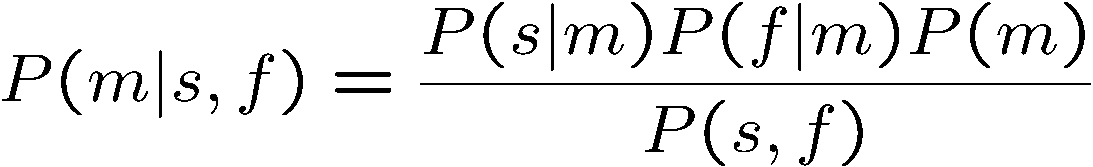 P(m|s, f) = P(s|m)P(f|m)P(m) / P(s, f)